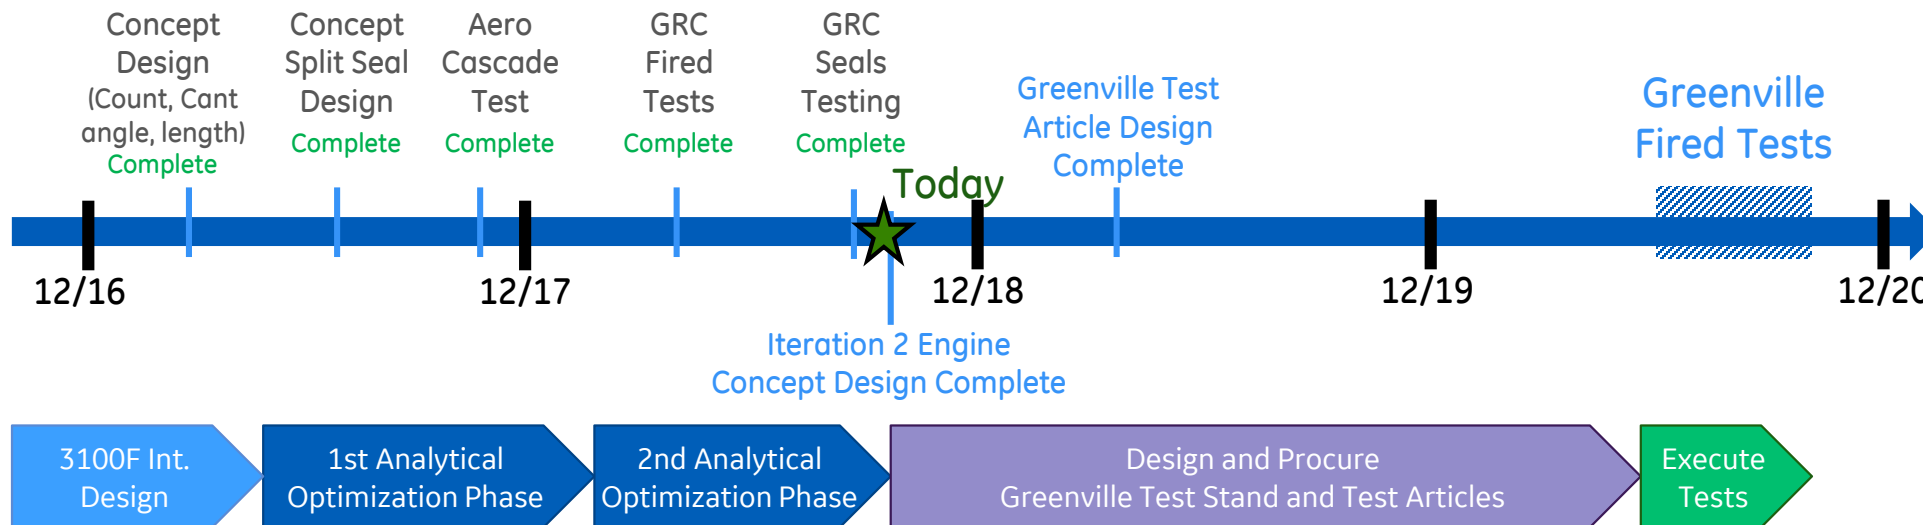 Concept
Design
(Count, Cant
angle, length)
Complete
Concept
Split Seal
Design
Complete
Aero
Cascade
Test
Complete
GRC
Fired
Tests
Complete
GRC
Seals
Testing
Complete
Today
Greenville Test
Article Design
Complete
Greenville
Fired Tests
12/16
12/17
12/18
12/19
12/20
Iteration 2 Engine
Concept Design Complete
3100F Int.
Design
1st Analytical
Optimization Phase
2nd Analytical
Optimization Phase
Design and Procure
Greenville Test Stand and Test Articles
Execute
Tests